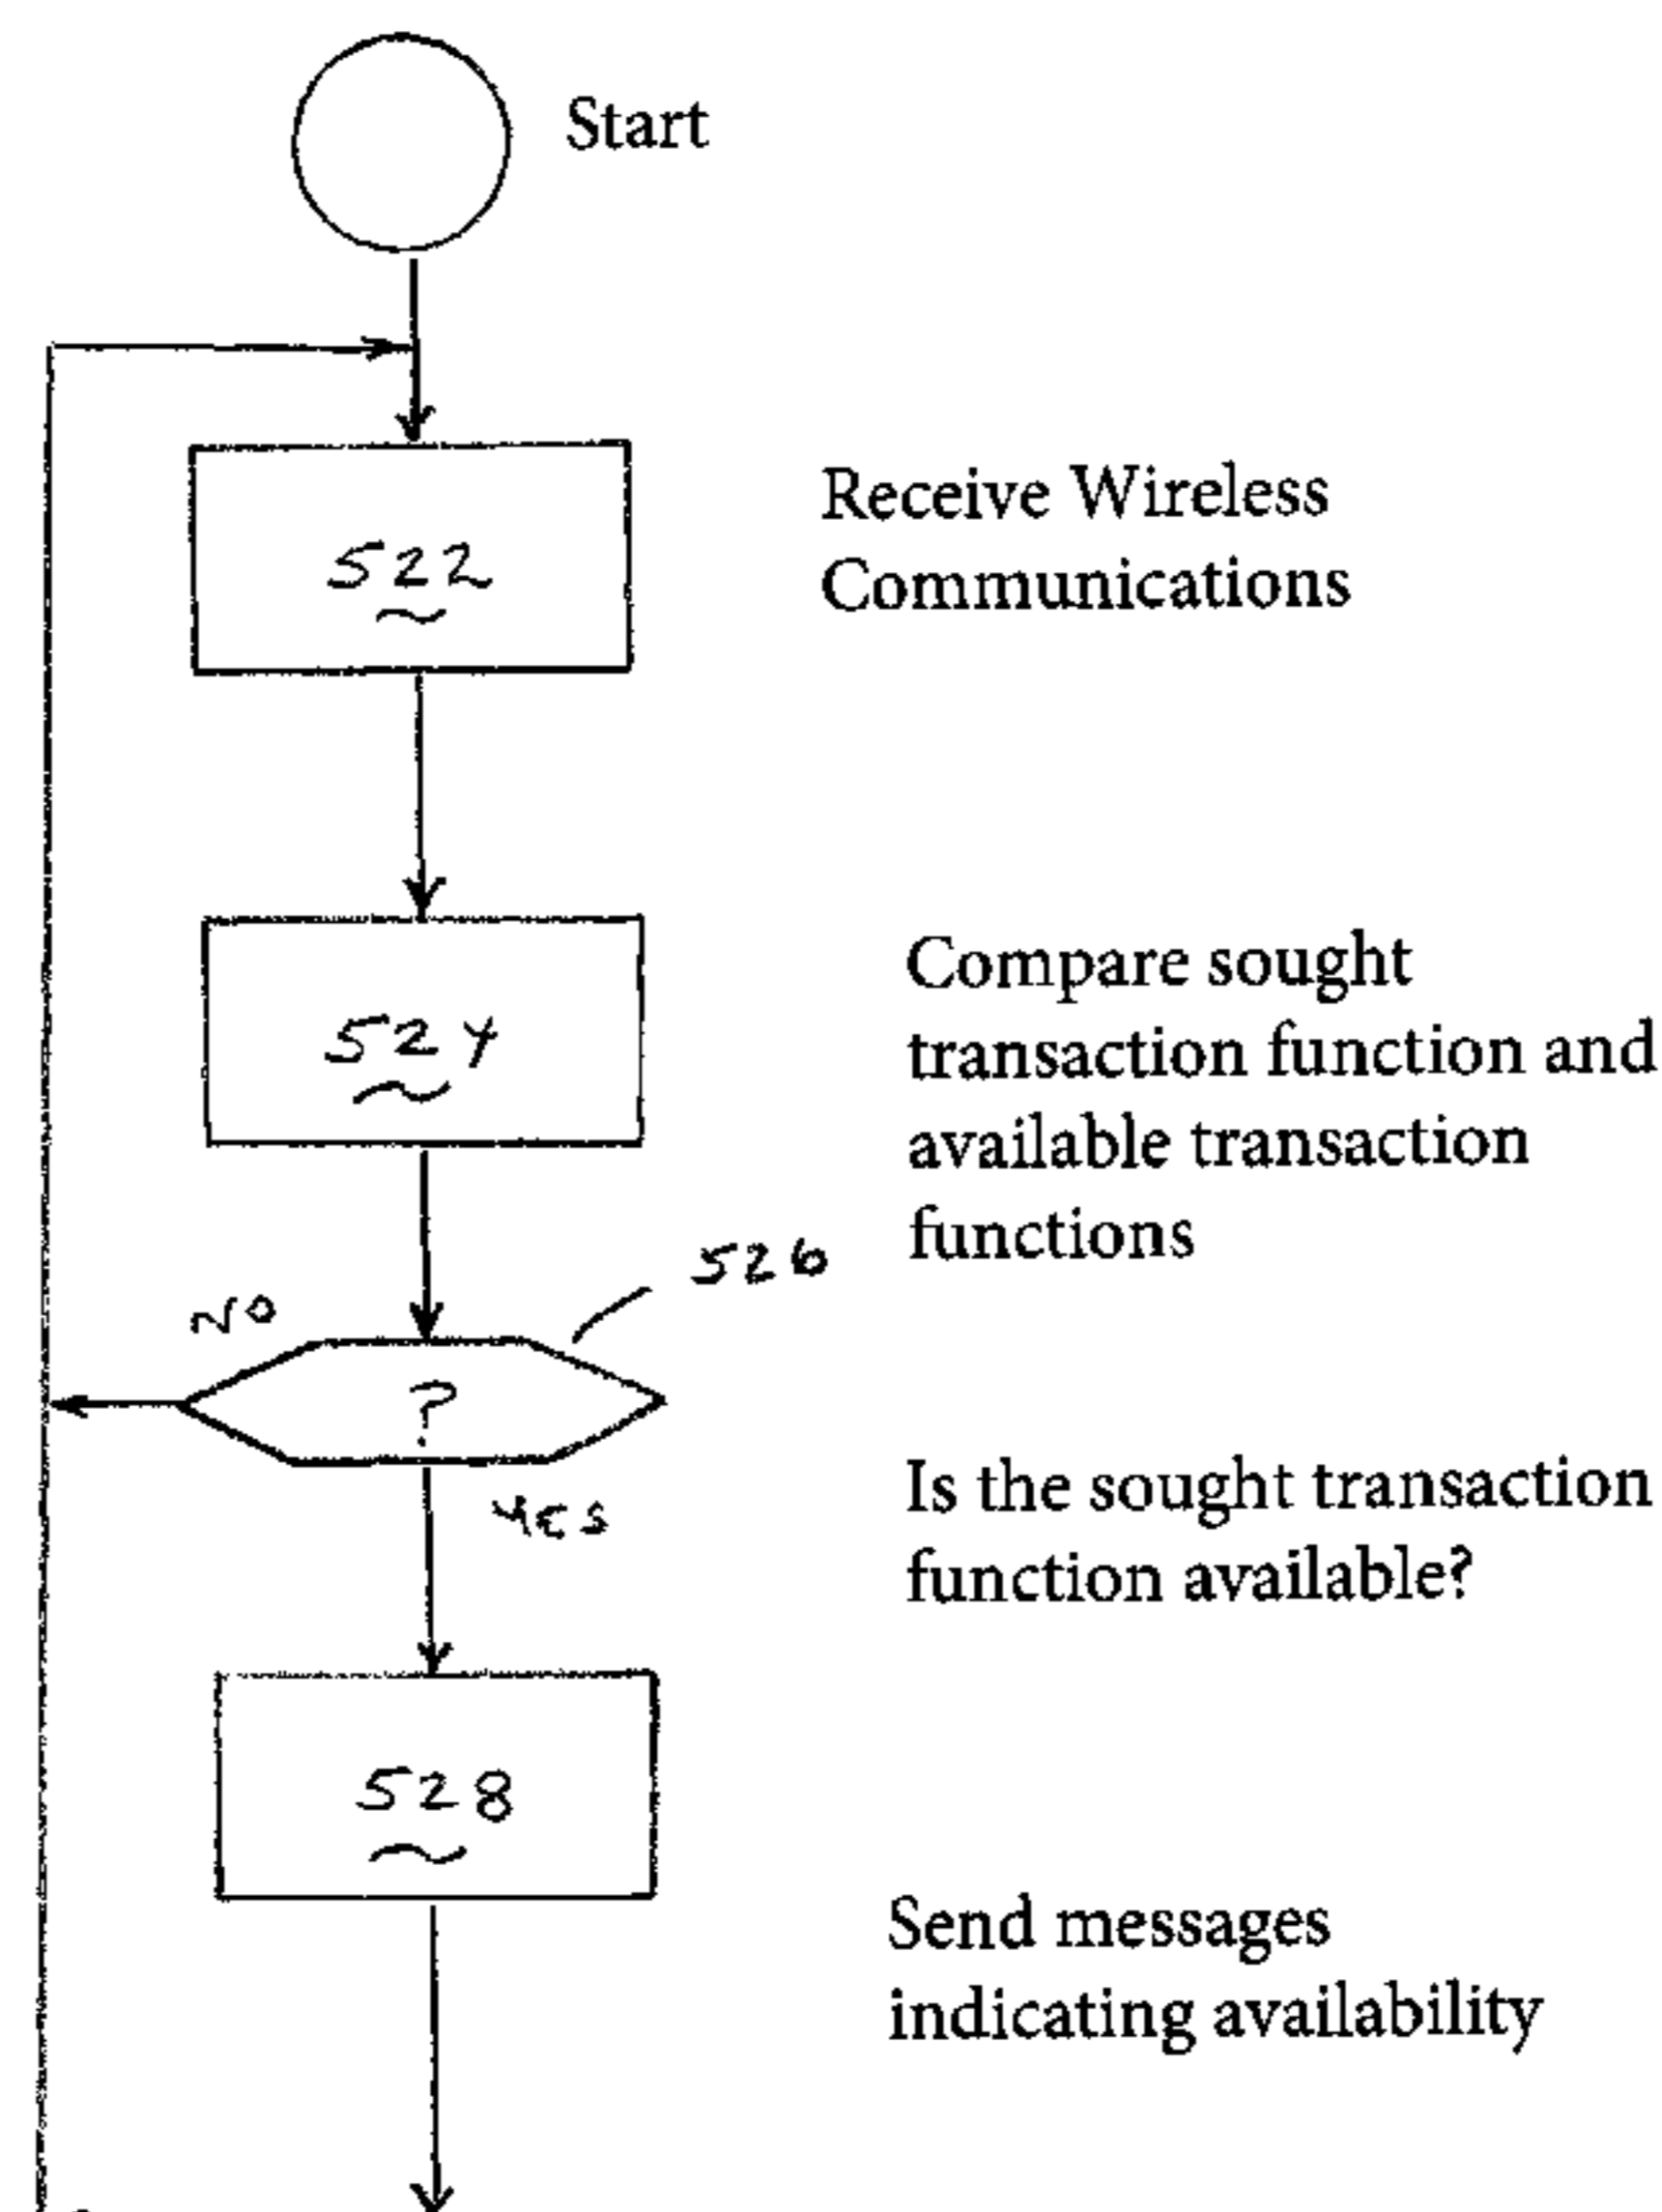 Start
522
Receive Wireless
Communications
524
Compare sought
transaction function and
available transaction
functions
526
NO
?
Is the sought transaction
function available?
YES
528
Send messages
indicating availability